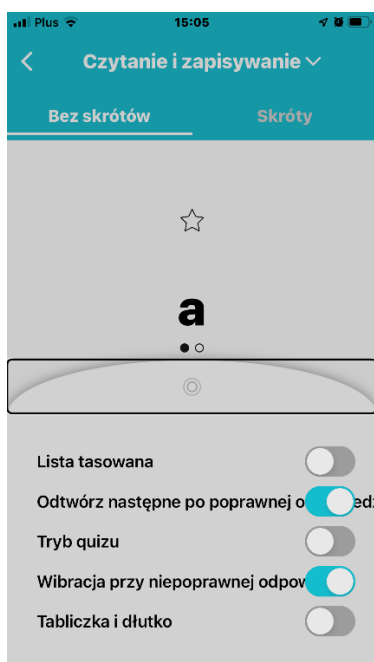 Plus 15:05
Czytanie i zapisywanie
Bez skrótów Skróty
a
Lista tasowana
Odtwórz następne po poprawnej o ed
Tryb quizu
Wibracja przy niepoprawnej odpow
Tabliczka i dłutko